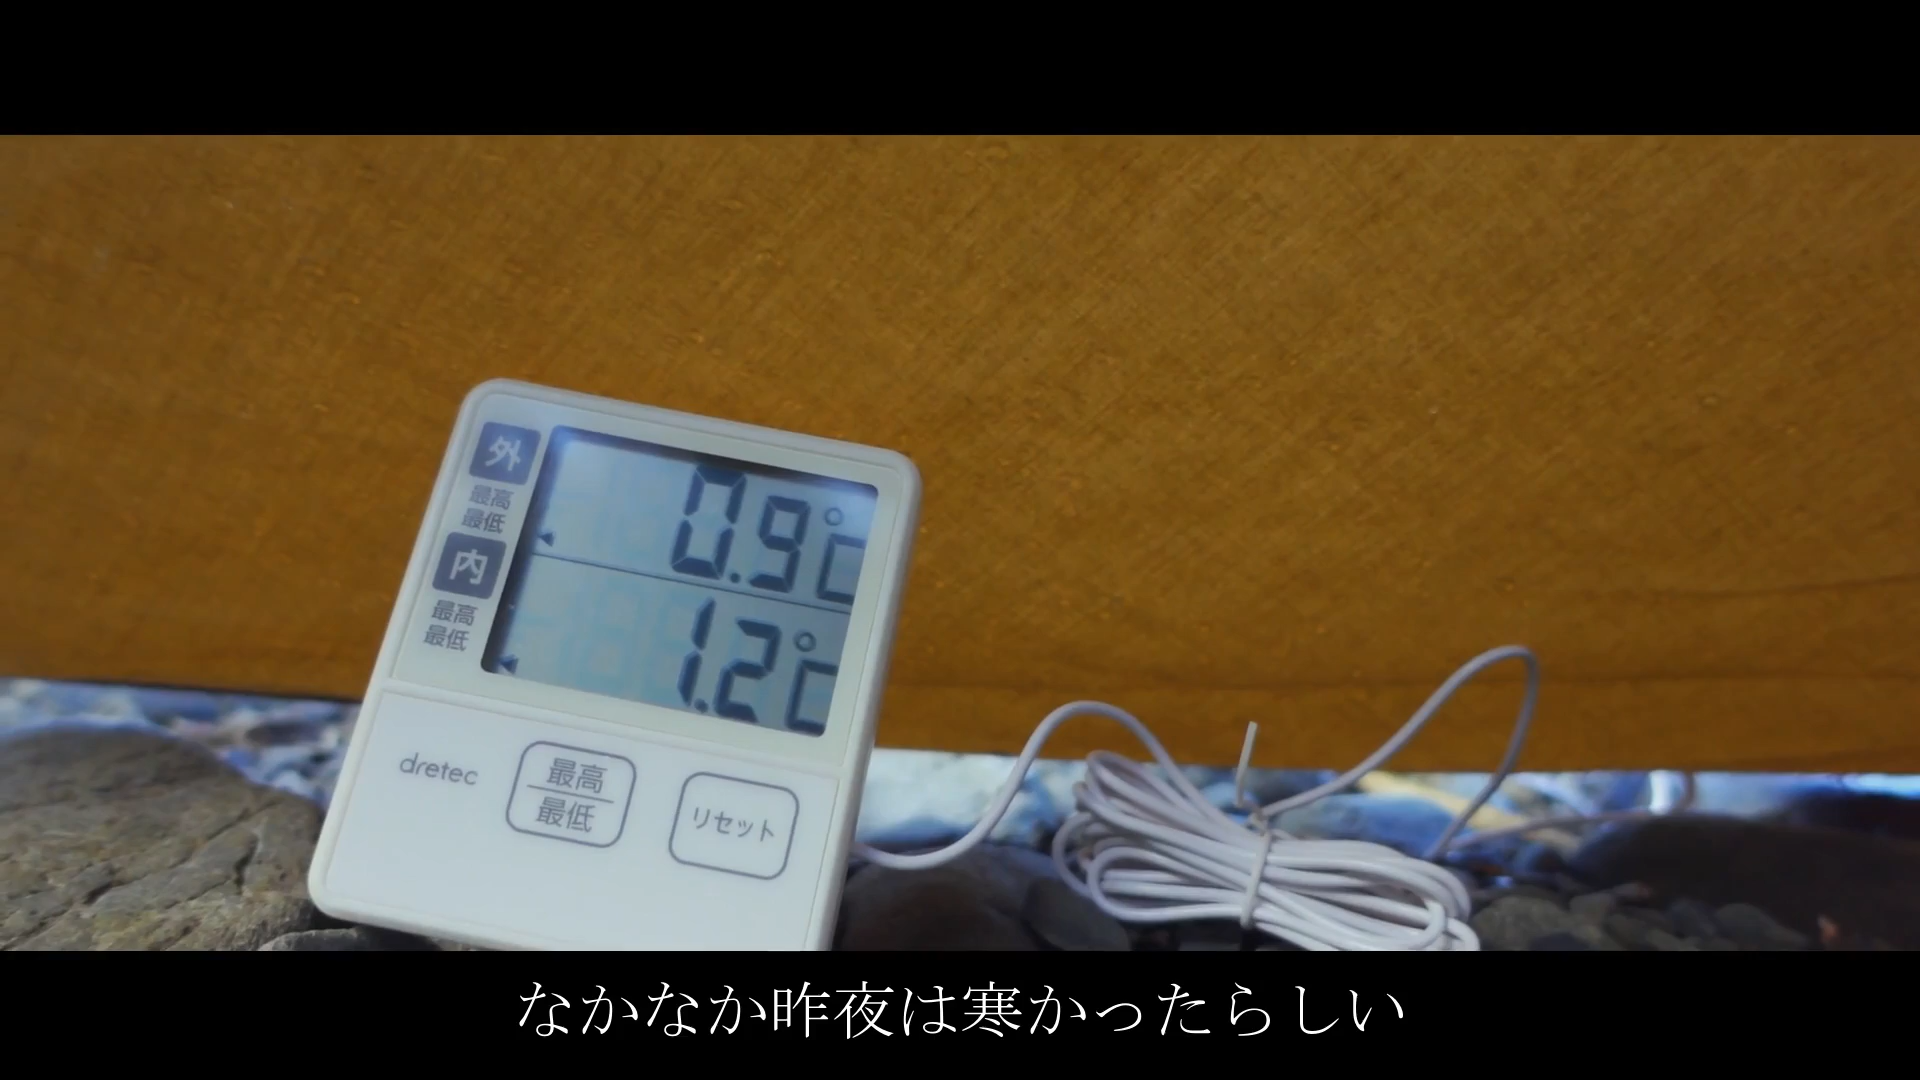 外
最高
最低
0.9℃
内
最高
最低
1.2℃
dretec
最高
最低
リセット
なかなか昨夜は寒かったらしい